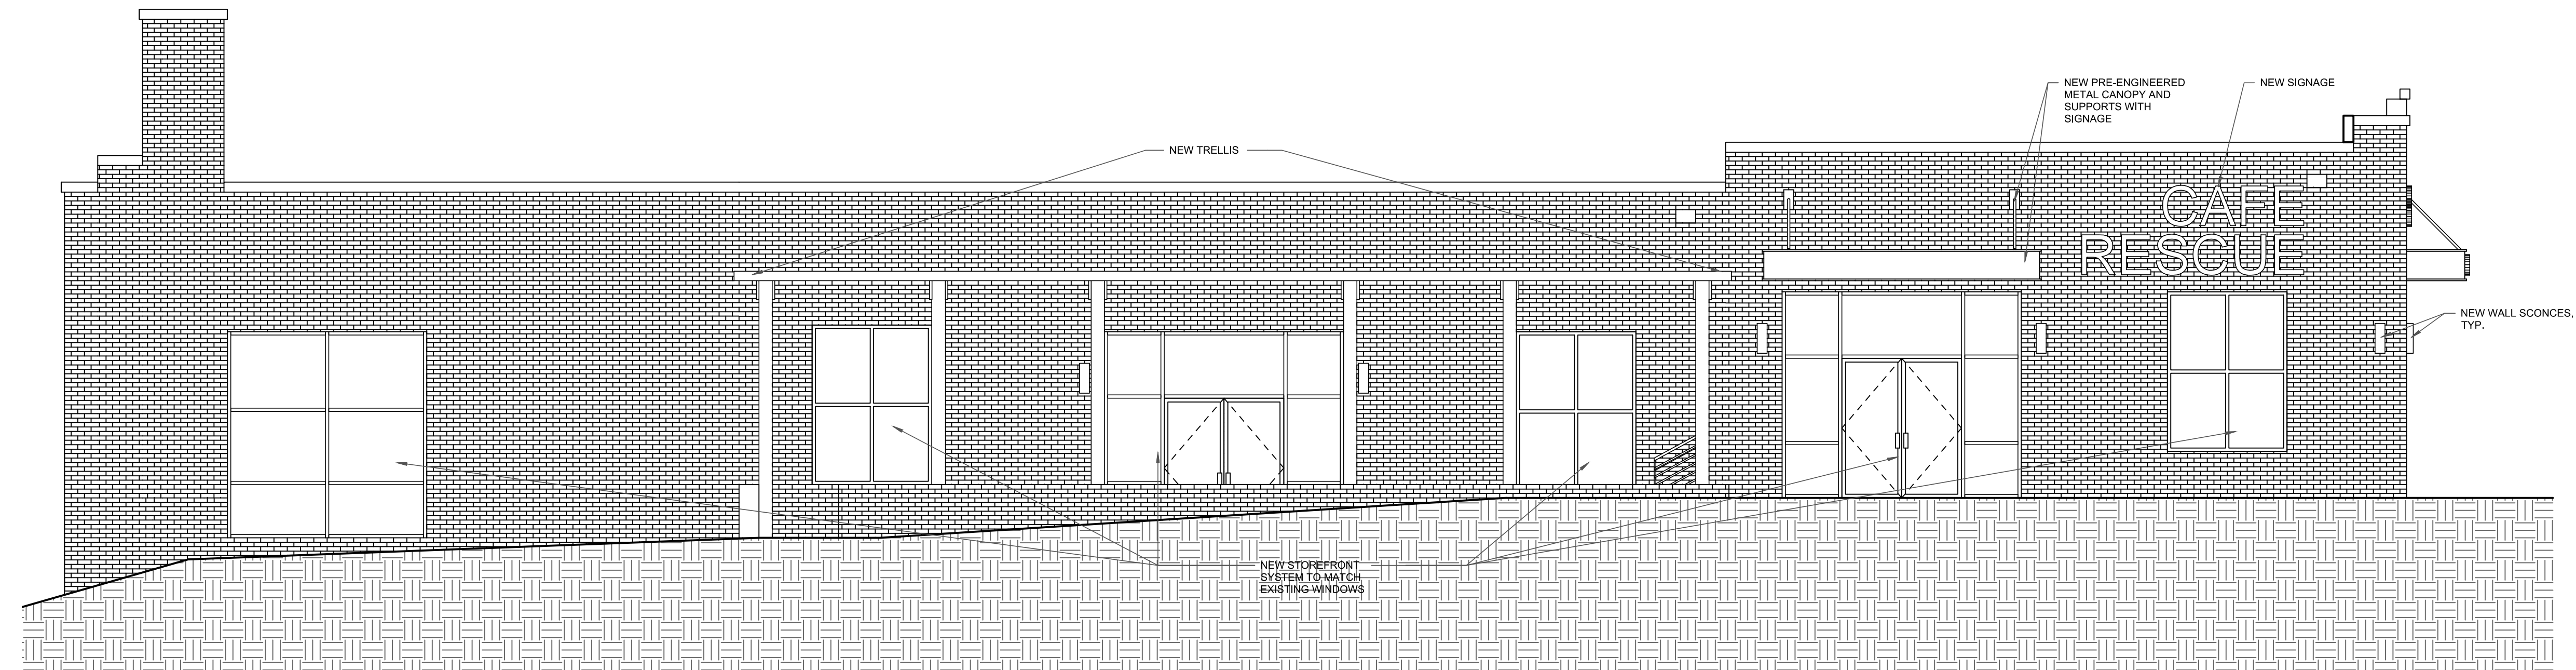 NEW PRE-ENGINEERED
METAL CANOPY AND
SUPPORTS WITH
SIGNAGE
NEW SIGNAGE
NEW TRELLIS
CAFE
RESCUE
NEW WALL SCONCES,
TYP.
NEW STOREFRONT
SYSTEM TO MATCH
EXISTING WINDOWS